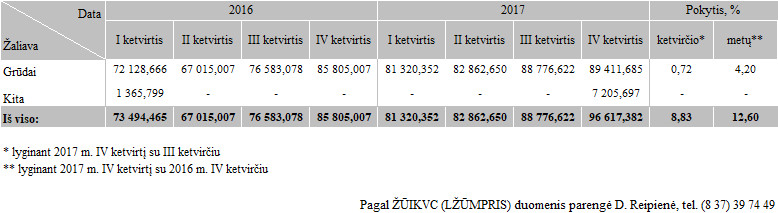 Data 2016 2017 Pokytis, %
Žaliava I ketvirtis II ketvirtis III ketvirtis IV ketvirtis I ketvirtis II ketvirtis III ketvirtis IV ketvirtis ketvirčio* metų**
Grūdai 72 128,666 67 015,007 76 583,078 85 805,007 81 320,352 82 862,650 88 776,622 89 411,685 0,72 4,20
Kita 1 365,799 - - - - - - 7 205,697 - -
Iš viso: 73 494,465 67 015,007 76 583,078 85 805,007 81 320,352 82 862,650 88 776,622 96 617,382 8,83 12,60
* lyginant 2017 m. IV ketvirtį su III ketvirčiu
** lyginant 2017 m. IV ketvirtį su 2016 m. IV ketvirčiu
Pagal ŽŪIKVC (LŽŪMPRIS) duomenis parengė D. Reipienė, tel. (8 37) 39 74 49